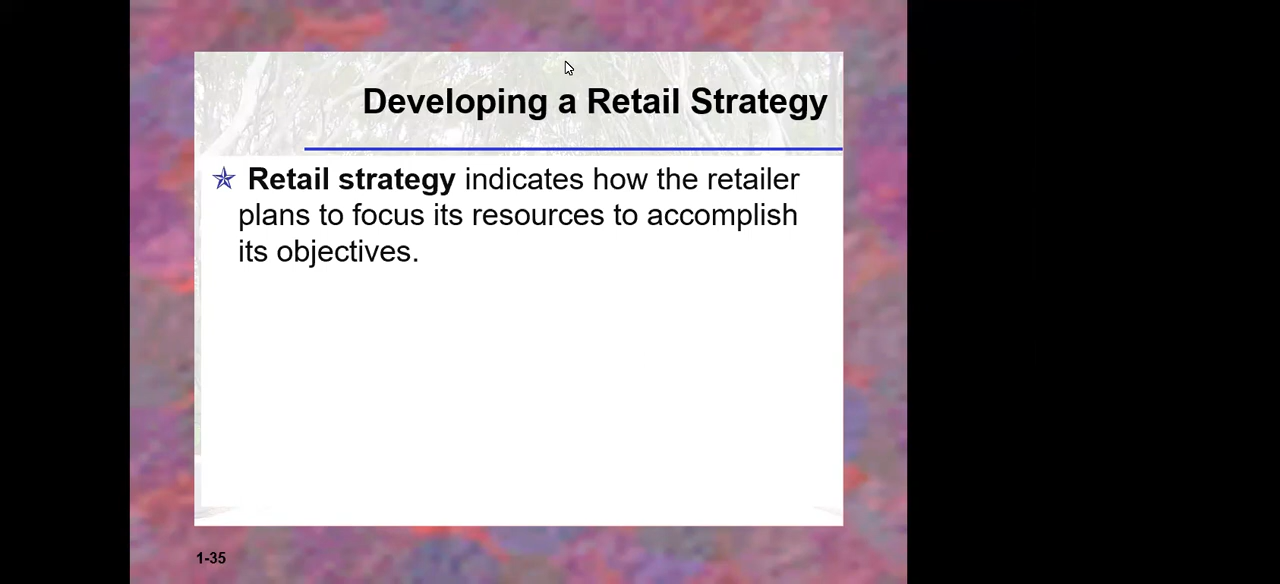 Developing a Retail Strategy
Retail strategy indicates how the retailer
plans to focus its resources to accomplish
its objectives.
1-35